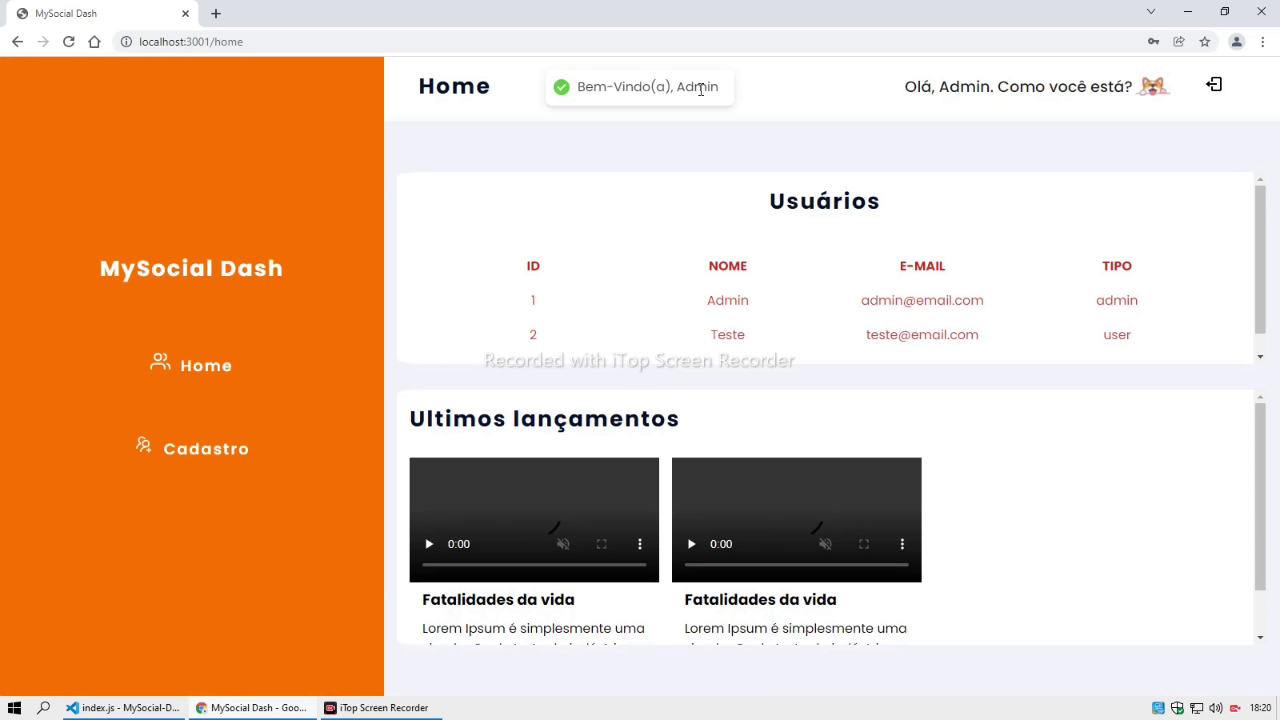 MySocial Dash
localhost:3001/home
Home
Bem-Vindo(a), Admin
Olá, Admin. Como você está?
MySocial Dash
Home
Cadastro
Usuários
ID NOME E-MAIL TIPO
1 Admin admin@email.com admin
2 Teste teste@email.com user
Recorded with iTop Screen Recorder
Ultimos lançamentos
0:00 0:00
Fatalidades da vida Fatalidades da vida
Lorem Ipsum é simplesmente uma Lorem Ipsum é simplesmente uma
index.js - MySocial-D... MySocial Dash - Goo... iTop Screen Recorder 18:20